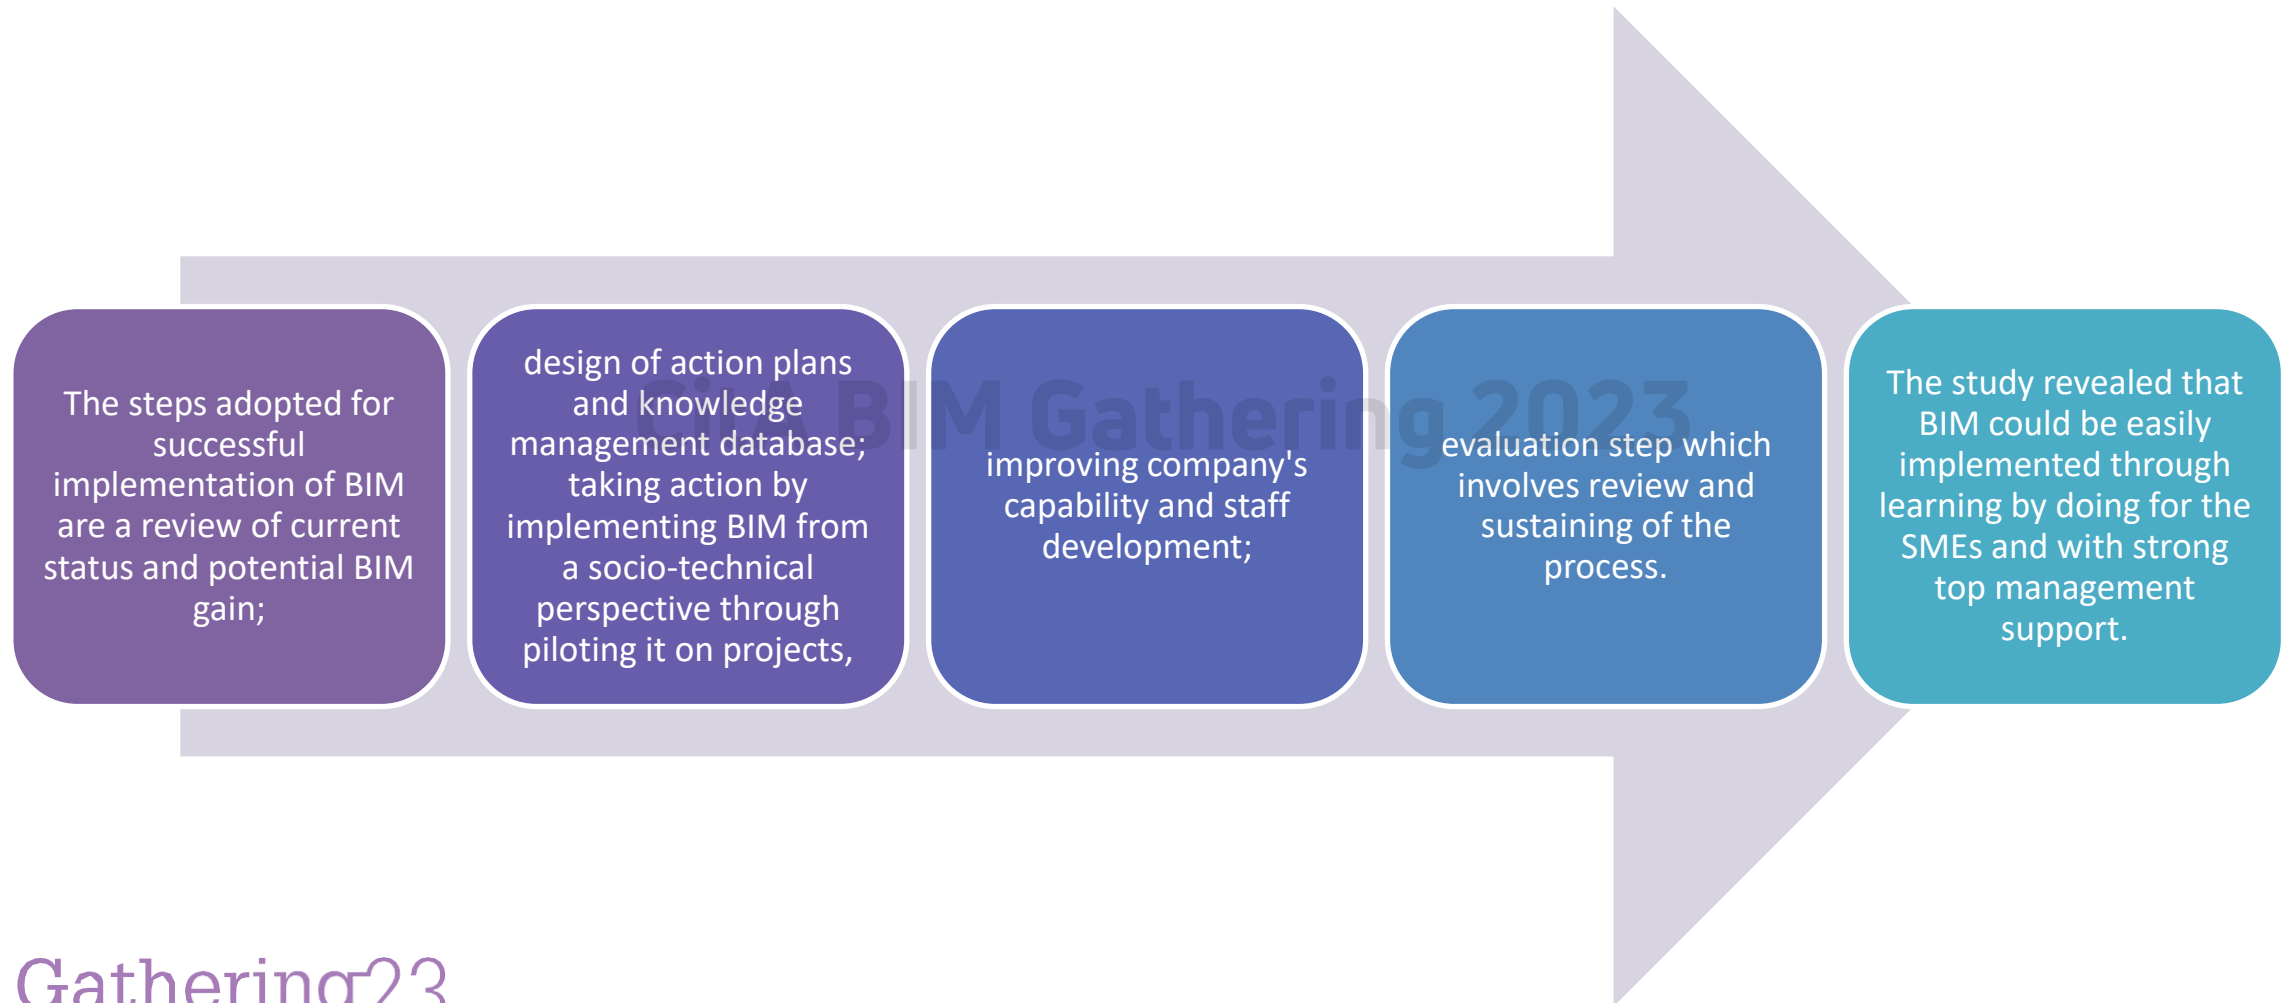 The steps adopted for
successful
implementation of BIM
are a review of current
status and potential BIM
gain;
design of action plans
and knowledge
management database;
taking action by
implementing BIM from
a socio-technical
perspective through
piloting it on projects,
improving company's
capability and staff
development;
evaluation step which
involves review and
sustaining of the
process.
The study revealed that
BIM could be easily
implemented through
learning by doing for the
SMEs and with strong
top management
support.
CitA BIM Gathering 2023
Gathering23